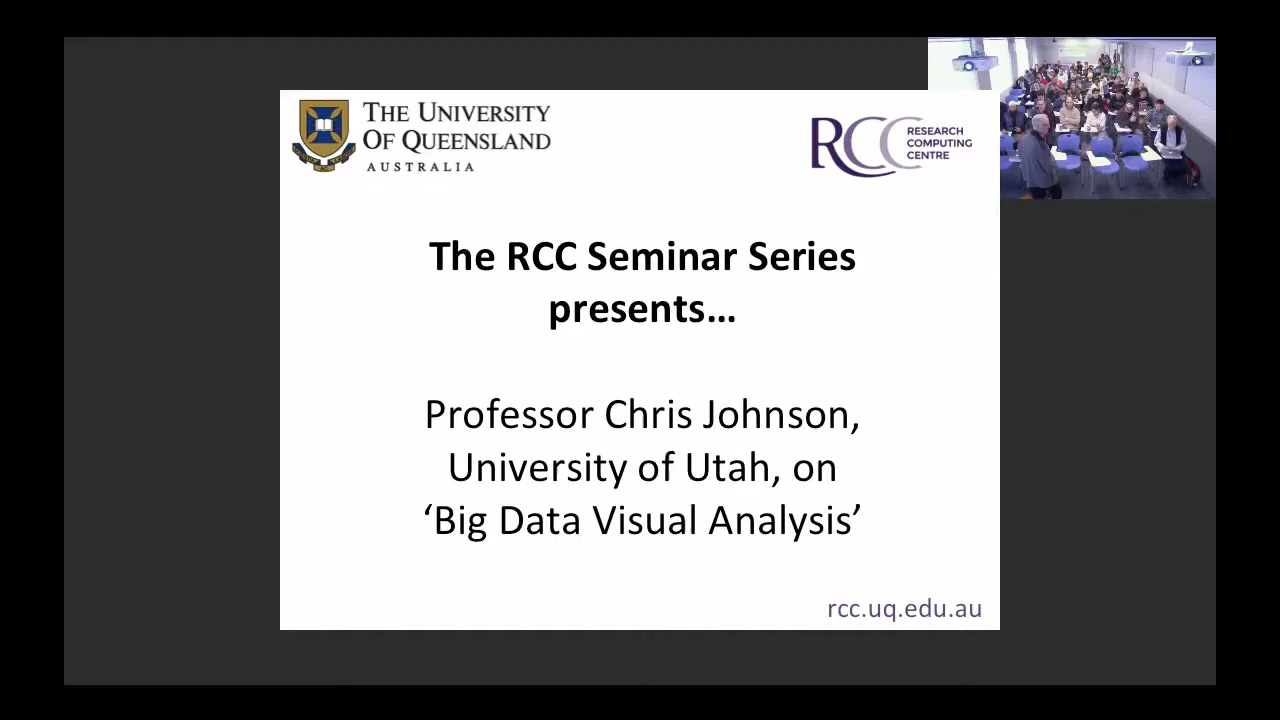 THE UNIVERSITY
OF QUEENSLAND
AUSTRALIA
RCC RESEARCH
COMPUTING
CENTRE
The RCC Seminar Series
presents…
Professor Chris Johnson,
University of Utah, on
‘Big Data Visual Analysis’
rcc.uq.edu.au